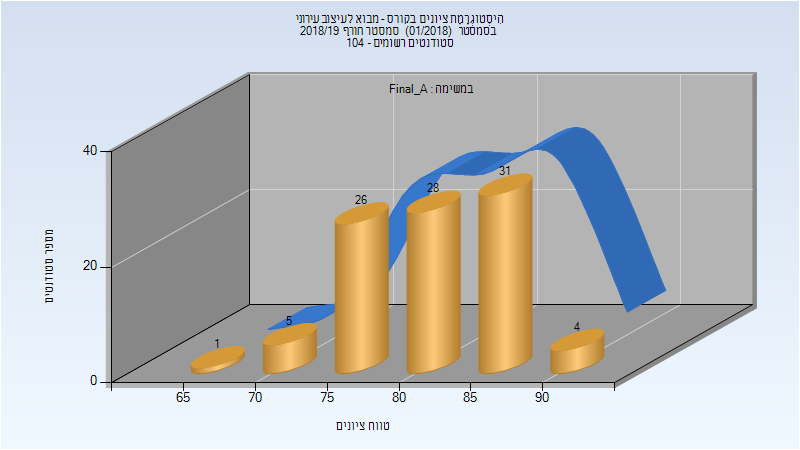 היסטוגרמת ציונים בקורס - מבוא לעיצוב עירוני
בסמסטר (01/2018) סמסטר חורף 2018/19
סטודנטים רשומים - 104
במשימה : Final_A
40
20
0
מספר סטודנטים
1
5
26
28
31
4
65
70
75
80
85
90
טווח ציונים